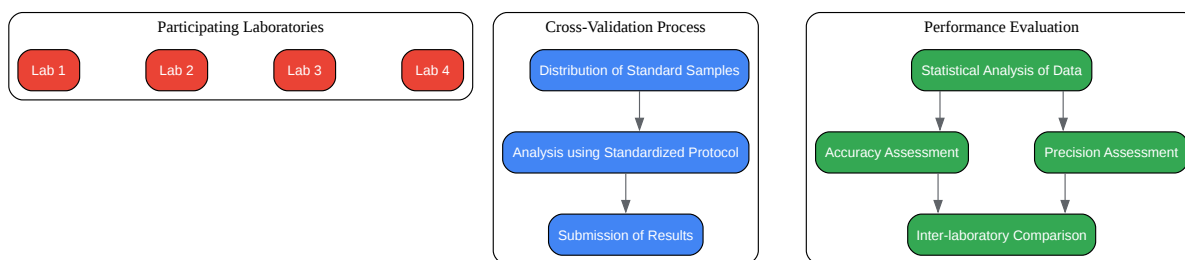 Participating Laboratories
Lab 1
Lab 2
Lab 3
Lab 4
Cross-Validation Process
Distribution of Standard Samples
Analysis using Standardized Protocol
Submission of Results
Performance Evaluation
Statistical Analysis of Data
Accuracy Assessment
Precision Assessment
Inter-laboratory Comparison